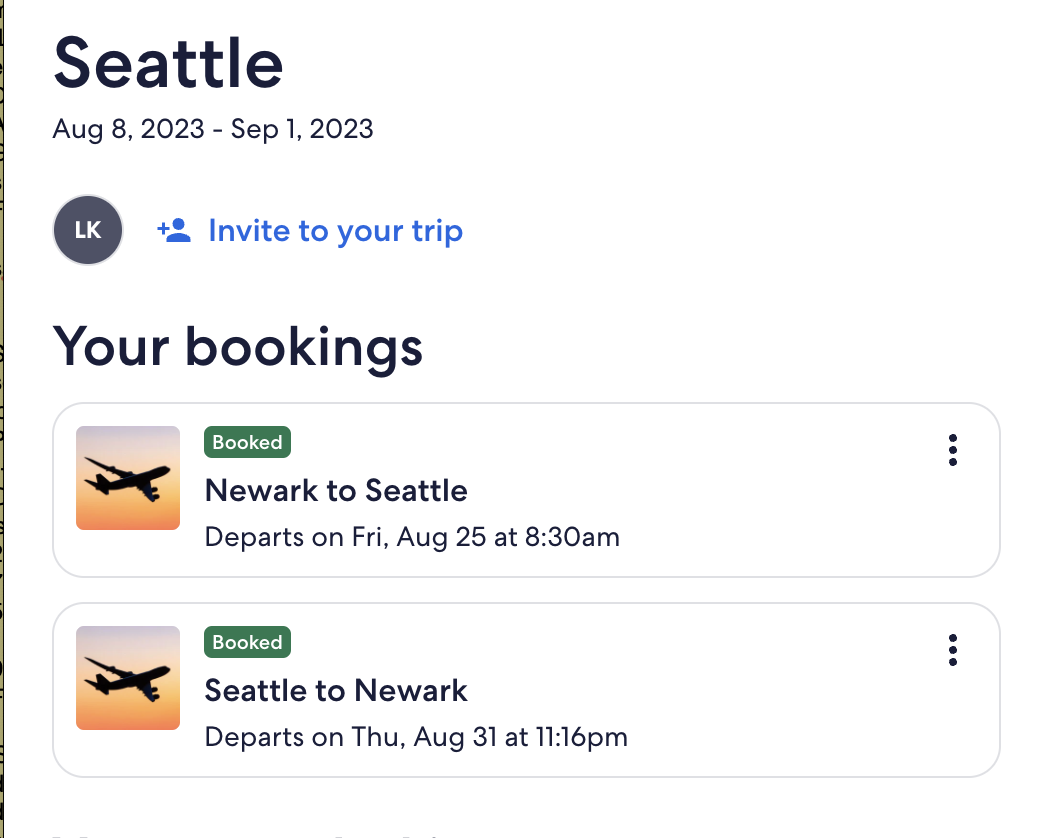 Seattle
Aug 8, 2023 - Sep 1, 2023
LK
Invite to your trip
Your bookings
Booked
Newark to Seattle
Departs on Fri, Aug 25 at 8:30am
Booked
Seattle to Newark
Departs on Thu, Aug 31 at 11:16pm